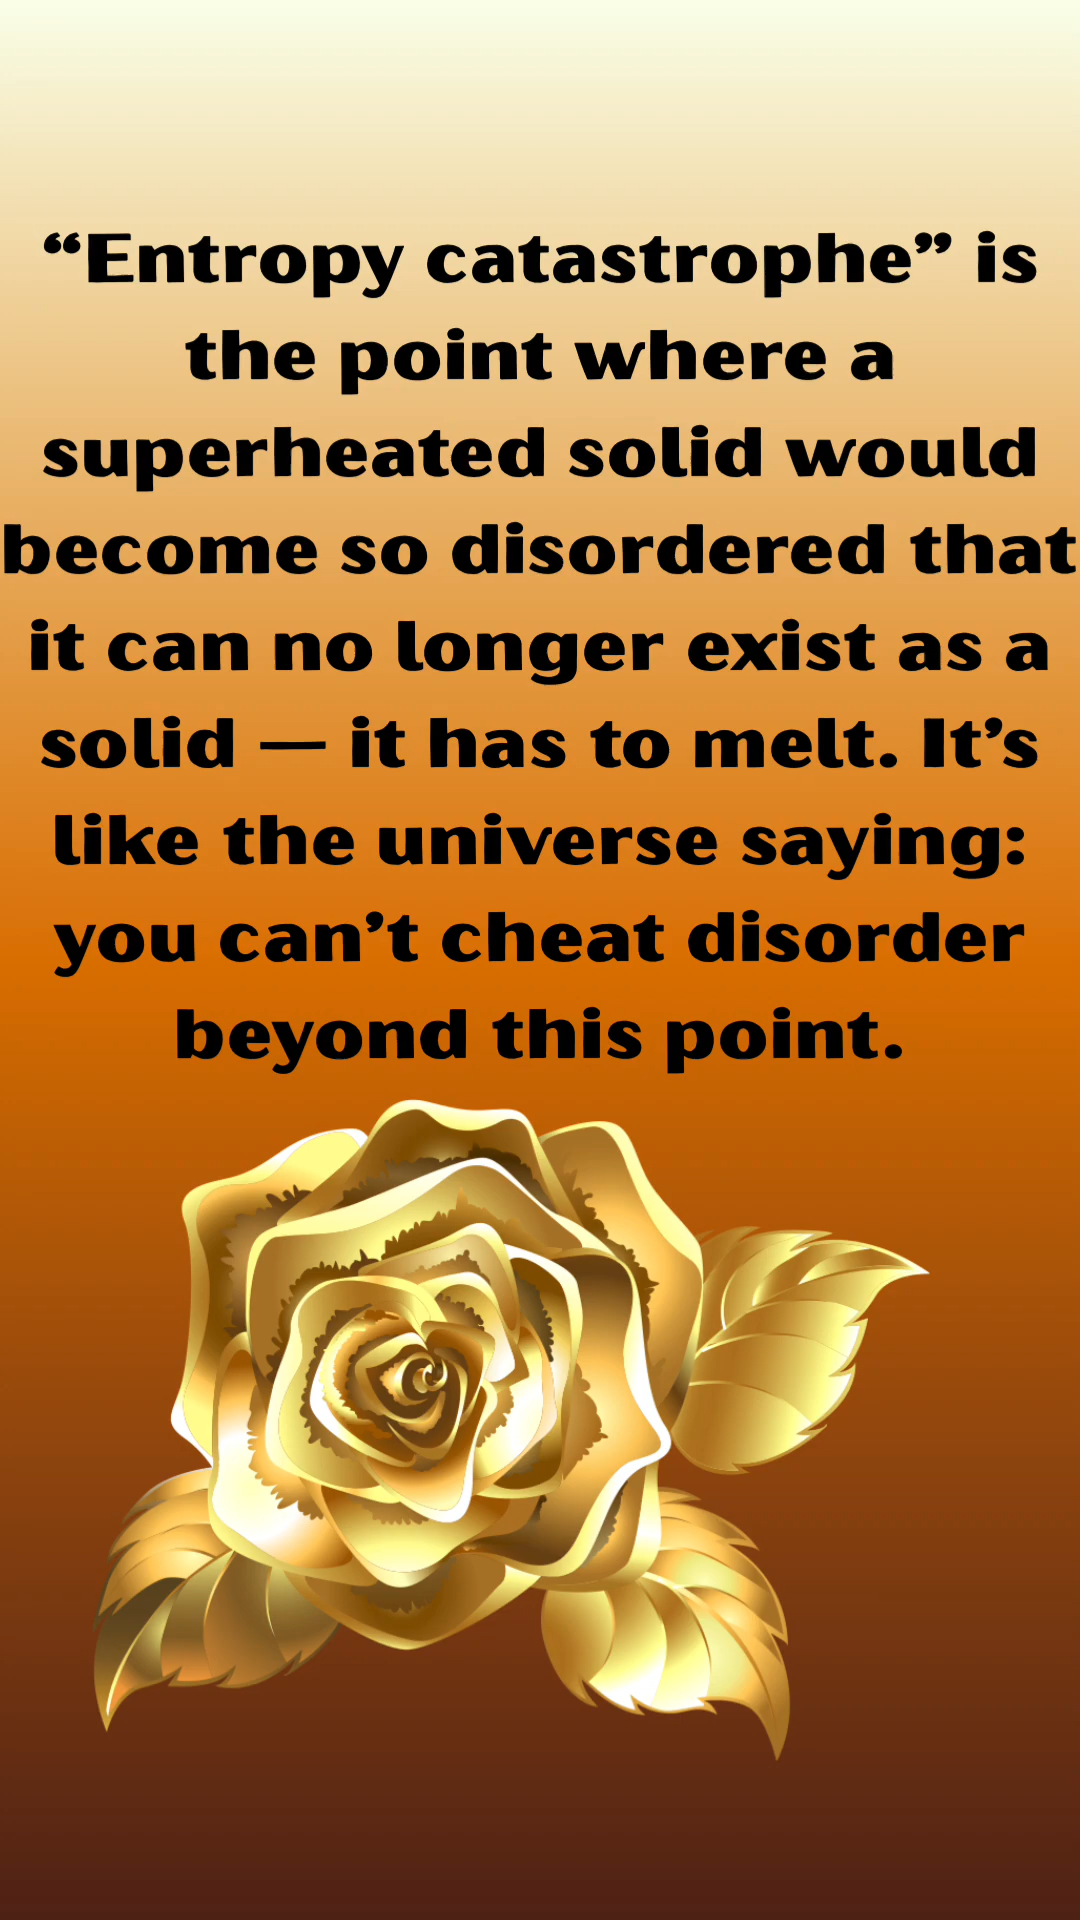 “Entropy catastrophe” is
the point where a
superheated solid would
become so disordered that
it can no longer exist as a
solid — it has to melt. It’s
like the universe saying:
you can’t cheat disorder
beyond this point.